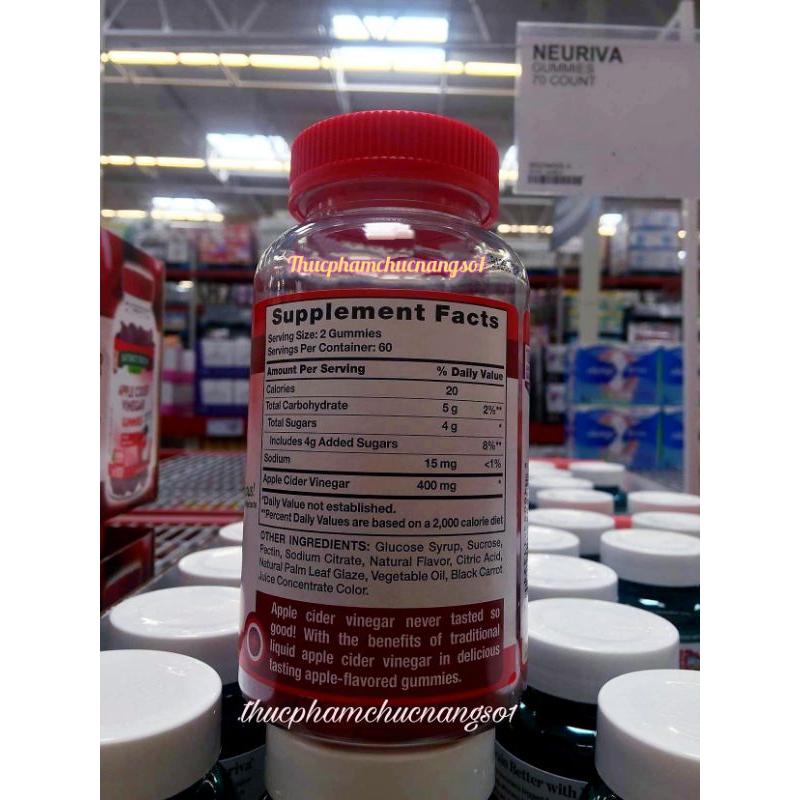 NEURIVA
GUMMIES
70 COUNT
Thucphamchucnangso1
Supplement Facts
Serving Size: 2 Gummies
Servings Per Container: 60
Amount Per Serving % Daily Value
Calories 20
Total Carbohydrate 5 g 2%**
Total Sugars 4 g *
Includes 4g Added Sugars 8%**
Sodium 15 mg <1%
Apple Cider Vinegar 400 mg *
*Daily Value not established.
**Percent Daily Values are based on a 2,000 calorie diet
OTHER INGREDIENTS: Glucose Syrup, Sucrose,
Pectin, Sodium Citrate, Natural Flavor, Citric Acid,
Natural Palm Leaf Glaze, Vegetable Oil, Black Carrot
Juice Concentrate Color.
Apple cider vinegar never tasted so
good! With the benefits of traditional
liquid apple cider vinegar in delicious
tasting apple-flavored gummies.
.thucphamchucnangso1
APPLE CIDER
VINEGAR
Better with